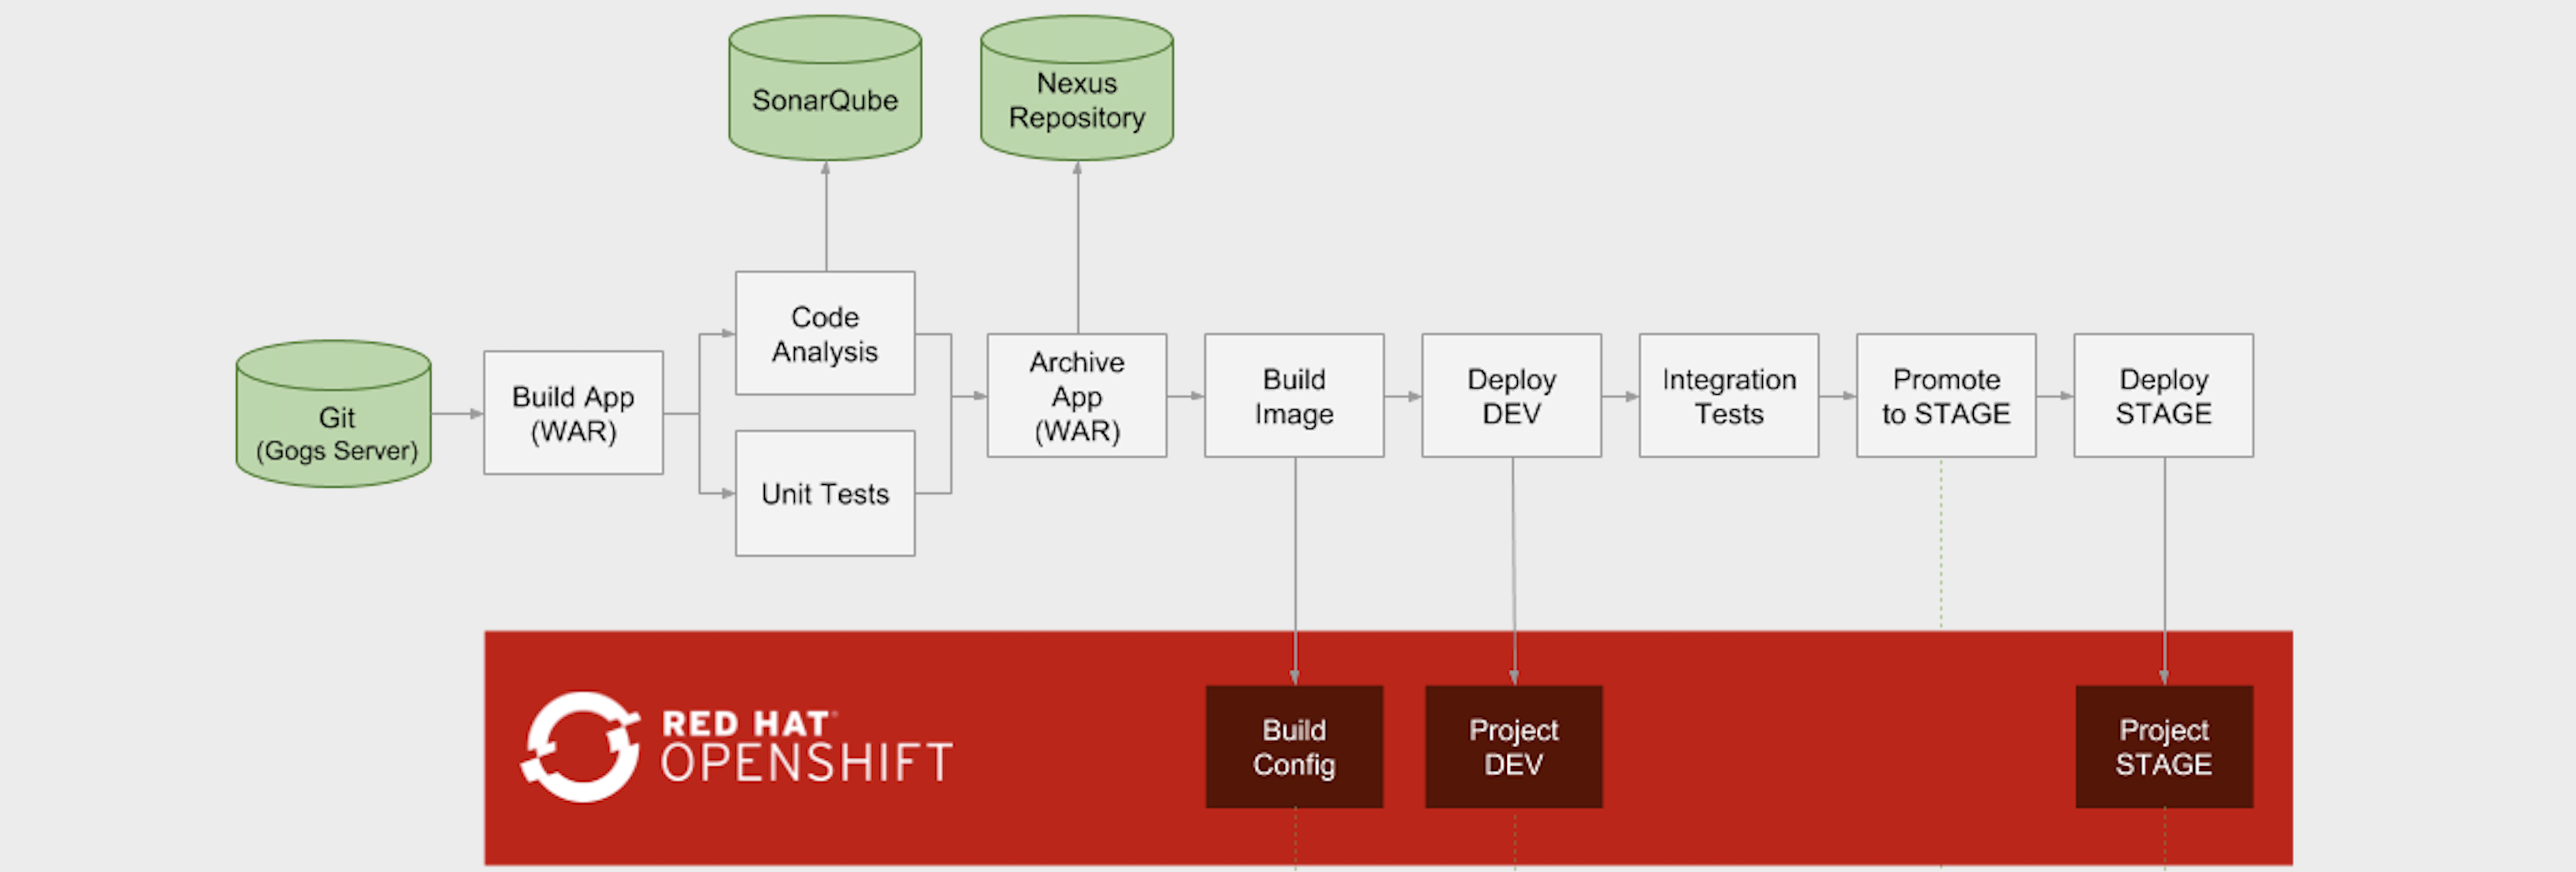 SonarQube
Nexus
Repository
Git
(Gogs Server)
Build App
(WAR)
Code
Analysis
Unit Tests
Archive
App
(WAR)
Build
Image
Deploy
DEV
Integration
Tests
Promote
to STAGE
Deploy
STAGE
RED HAT
OPENSHIFT
Build
Config
Project
DEV
Project
STAGE